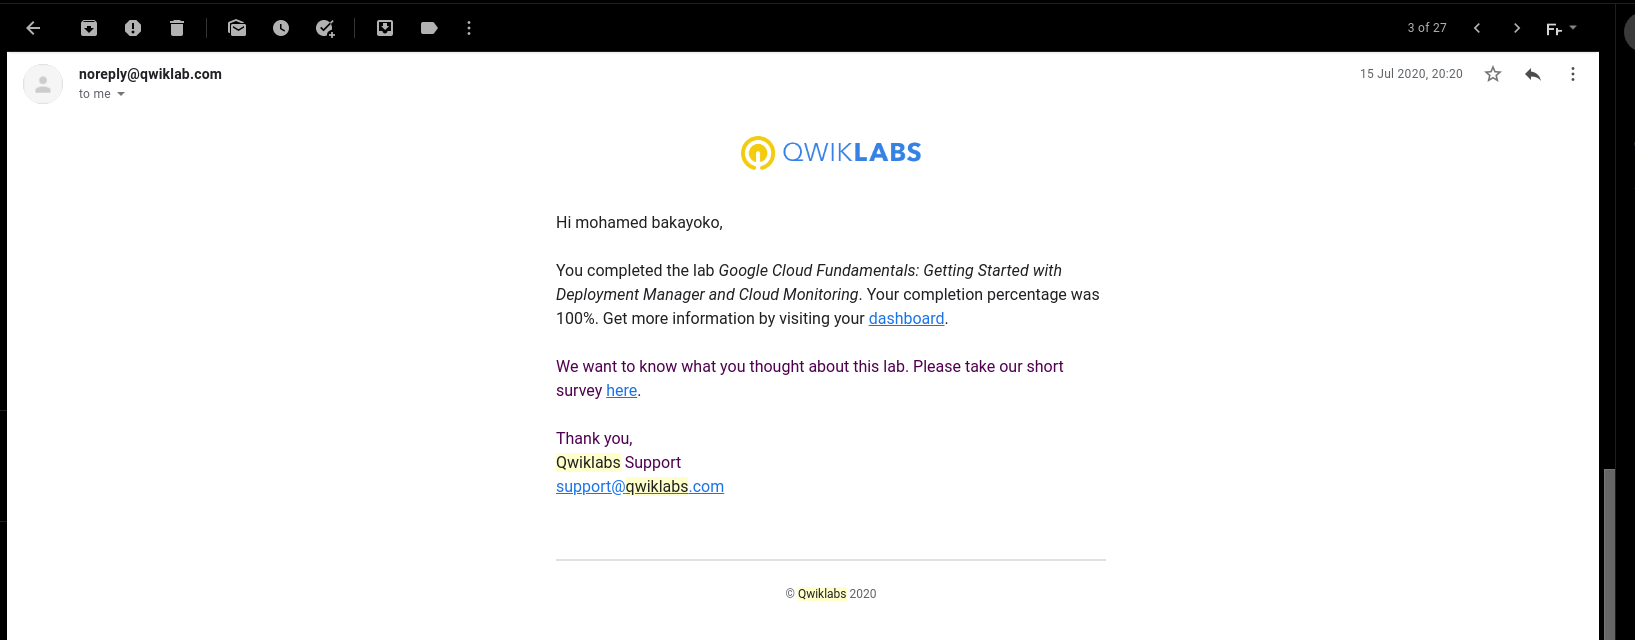 3 of 27
noreply@qwiklab.com
15 Jul 2020, 20:20
to me
QWIKLABS
Hi mohamed bakayoko,
You completed the lab Google Cloud Fundamentals: Getting Started with
Deployment Manager and Cloud Monitoring. Your completion percentage was
100%. Get more information by visiting your dashboard.
We want to know what you thought about this lab. Please take our short
survey here.
Thank you,
Qwiklabs Support
support@qwiklabs.com
© Qwiklabs 2020